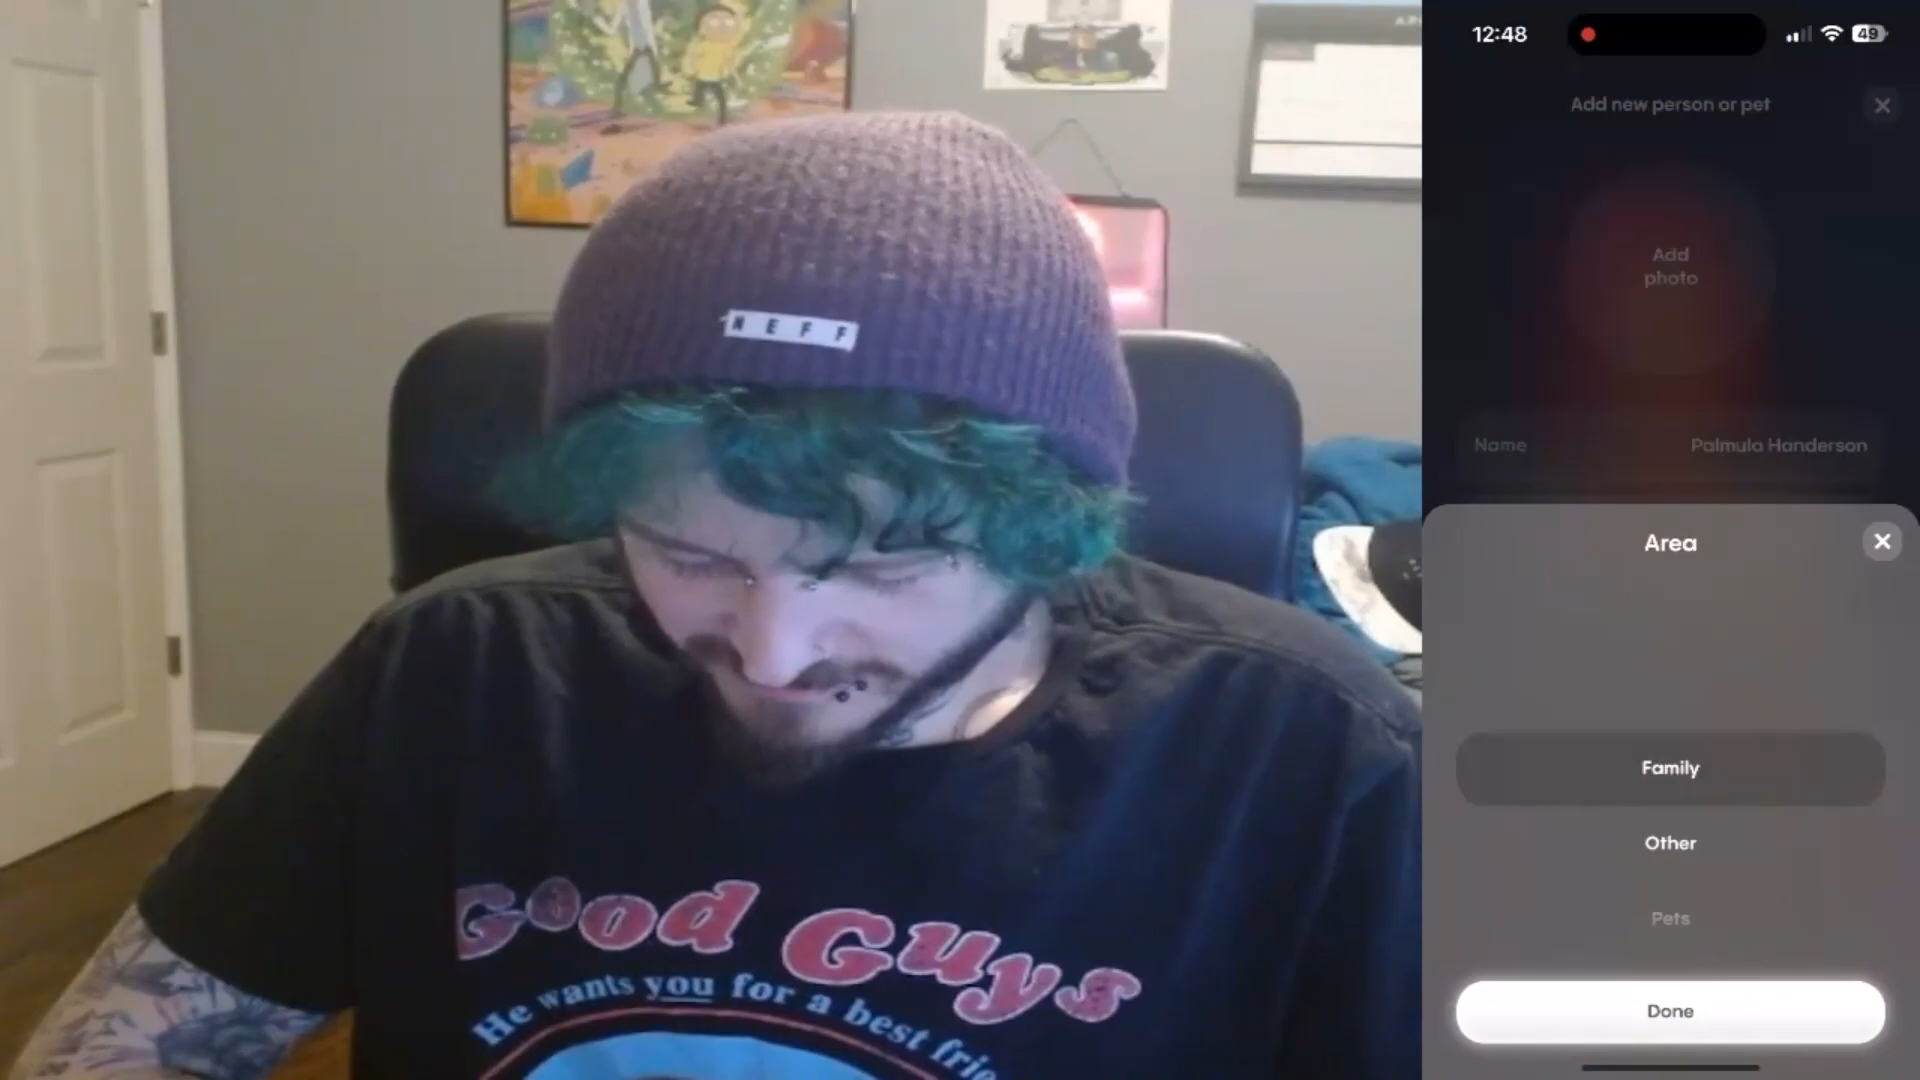 NEFF
Good Guys
He wants you for a best frie
12:48
49
Add new person or pet
Add
photo
Name Palmula Handerson
Area
Family
Other
Pets
Done